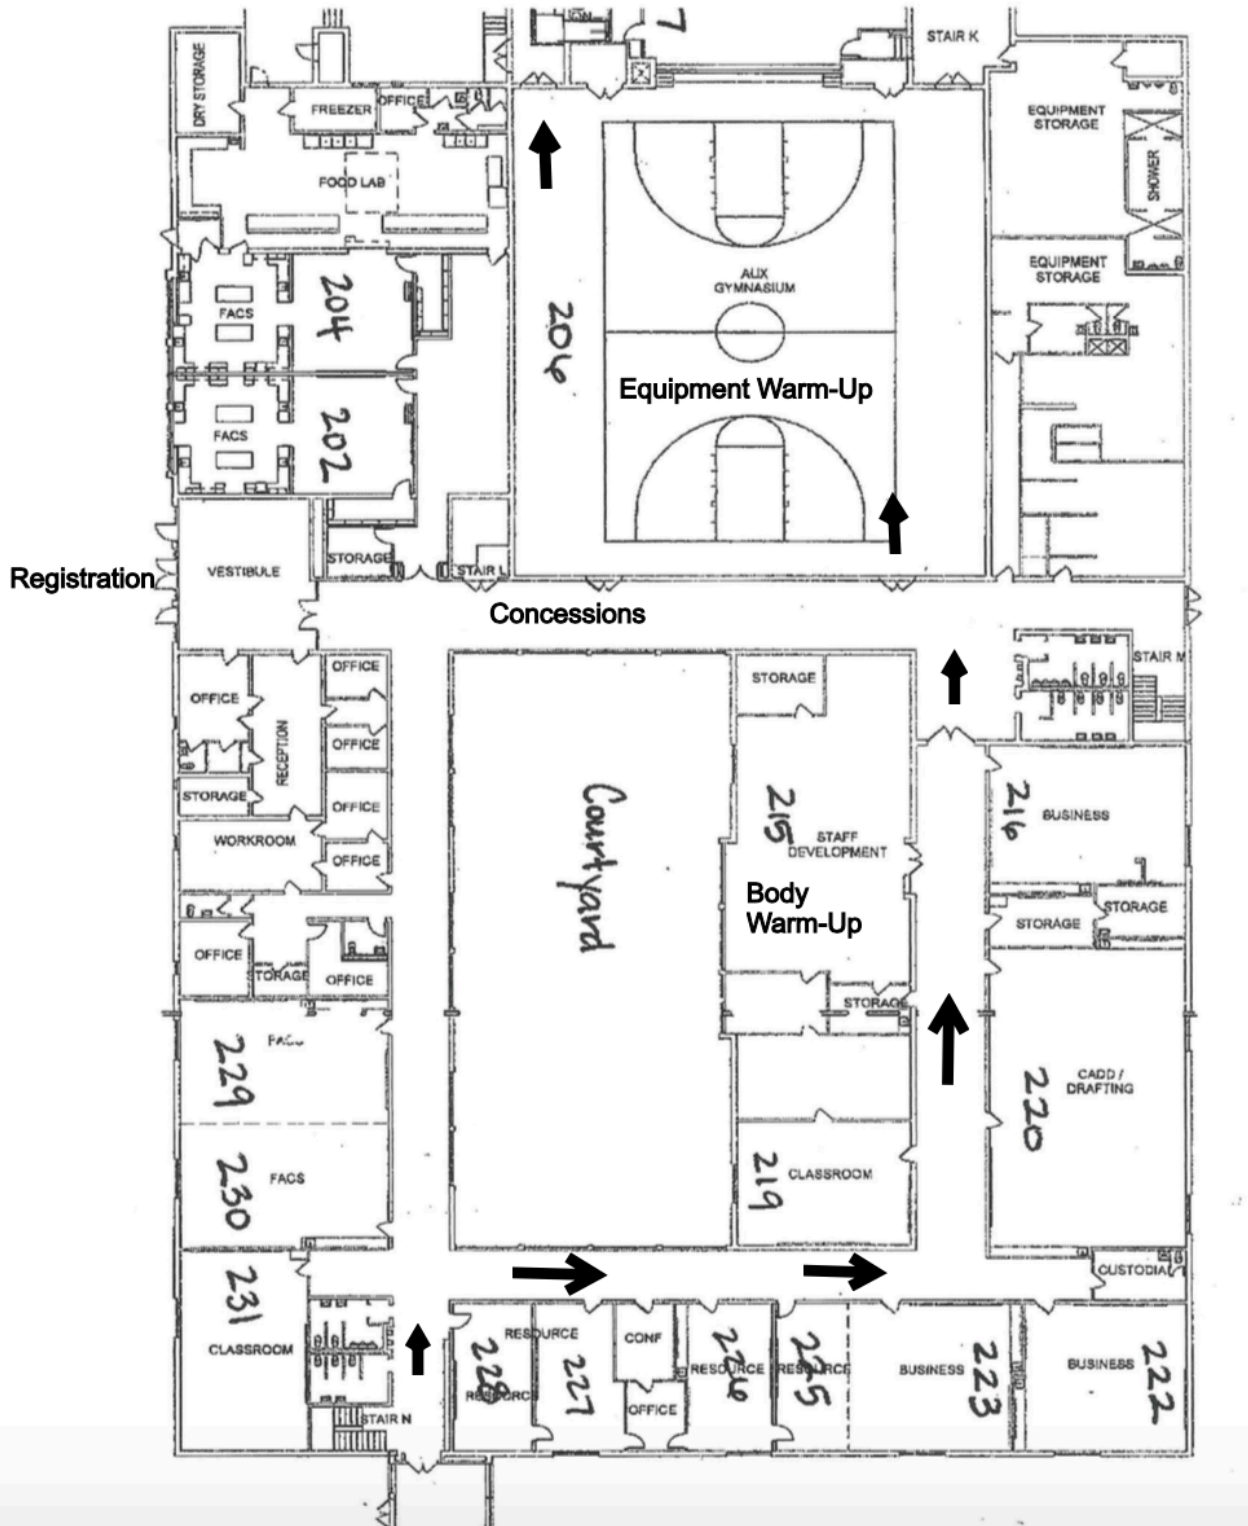 7
STAIR K
DRY STORAGE
FREEZER
OFFICE
EQUIPMENT
STORAGE
SHOWER
FOOD LAB
EQUIPMENT
STORAGE
AUX
GYMNASIUM
FACS
204
206
Equipment Warm-Up
FACS
202
STORAGE
STAIR L
VESTIBULE
Registration
Concessions
OFFICE
STORAGE
STAIR M
OFFICE
RECEPTION
OFFICE
STORAGE
OFFICE
WORKROOM
OFFICE
Courtyard
215
STAFF
DEVELOPMENT
216
BUSINESS
Body
Warm-Up
STORAGE
STORAGE
OFFICE
STORAGE
OFFICE
STORAGE
229
220
CADD /
DRAFTING
230
FACS
219
CLASSROOM
231
CLASSROOM
CUSTODIAL
STAIR N
RESOURCE
228
RESOURCE
227
CONF
OFFICE
RESOURCE
226
RESOURCE
225
BUSINESS
223
BUSINESS
222